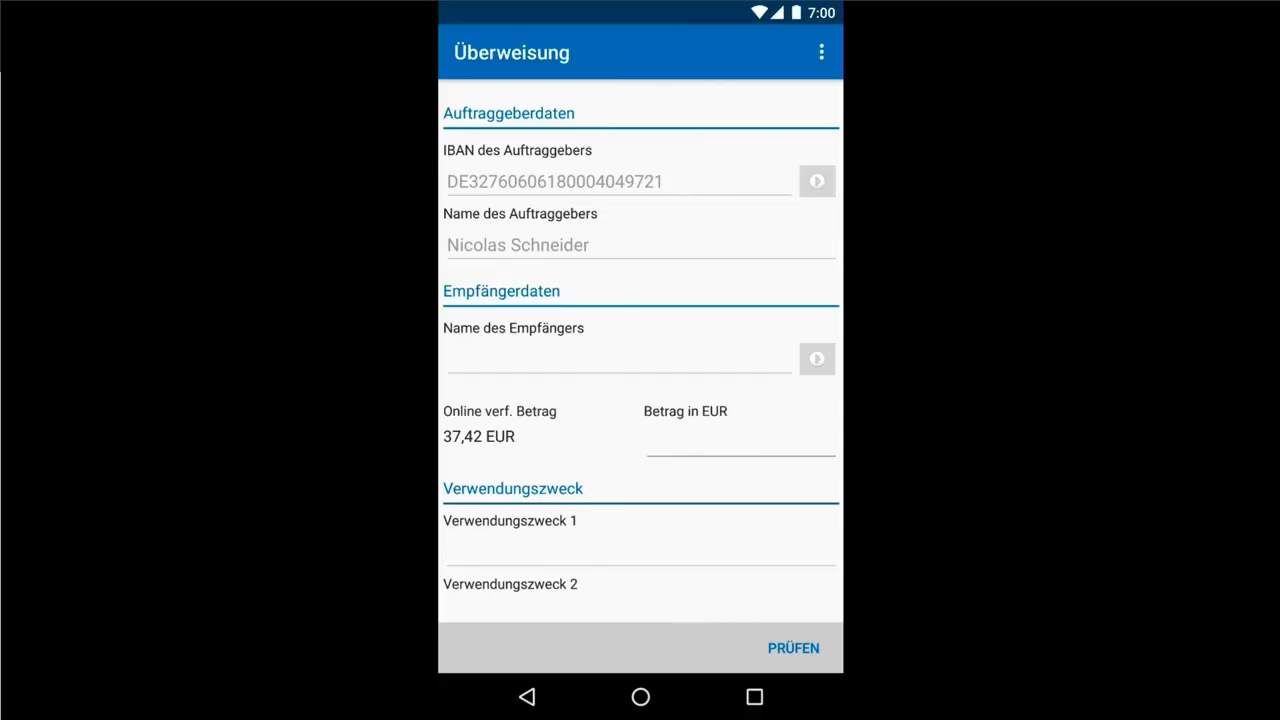 7:00
Überweisung
Auftraggeberdaten
IBAN des Auftraggebers
DE32760606180004049721
Name des Auftraggebers
Nicolas Schneider
Empfängerdaten
Name des Empfängers
Online verf. Betrag
Betrag in EUR
37,42 EUR
Verwendungszweck
Verwendungszweck 1
Verwendungszweck 2
PRÜFEN